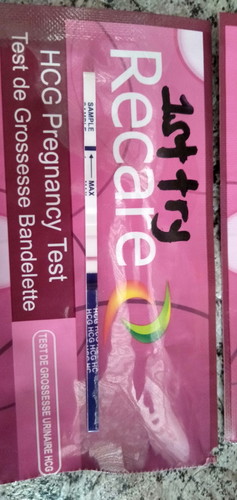 1st try
Recare
SAMPLE
MAX
HCG HCG HCG HC
HCG Pregnancy Test
Test de Grossesse Bandelette
TEST DE GROSSESSE URINAIRE HCG